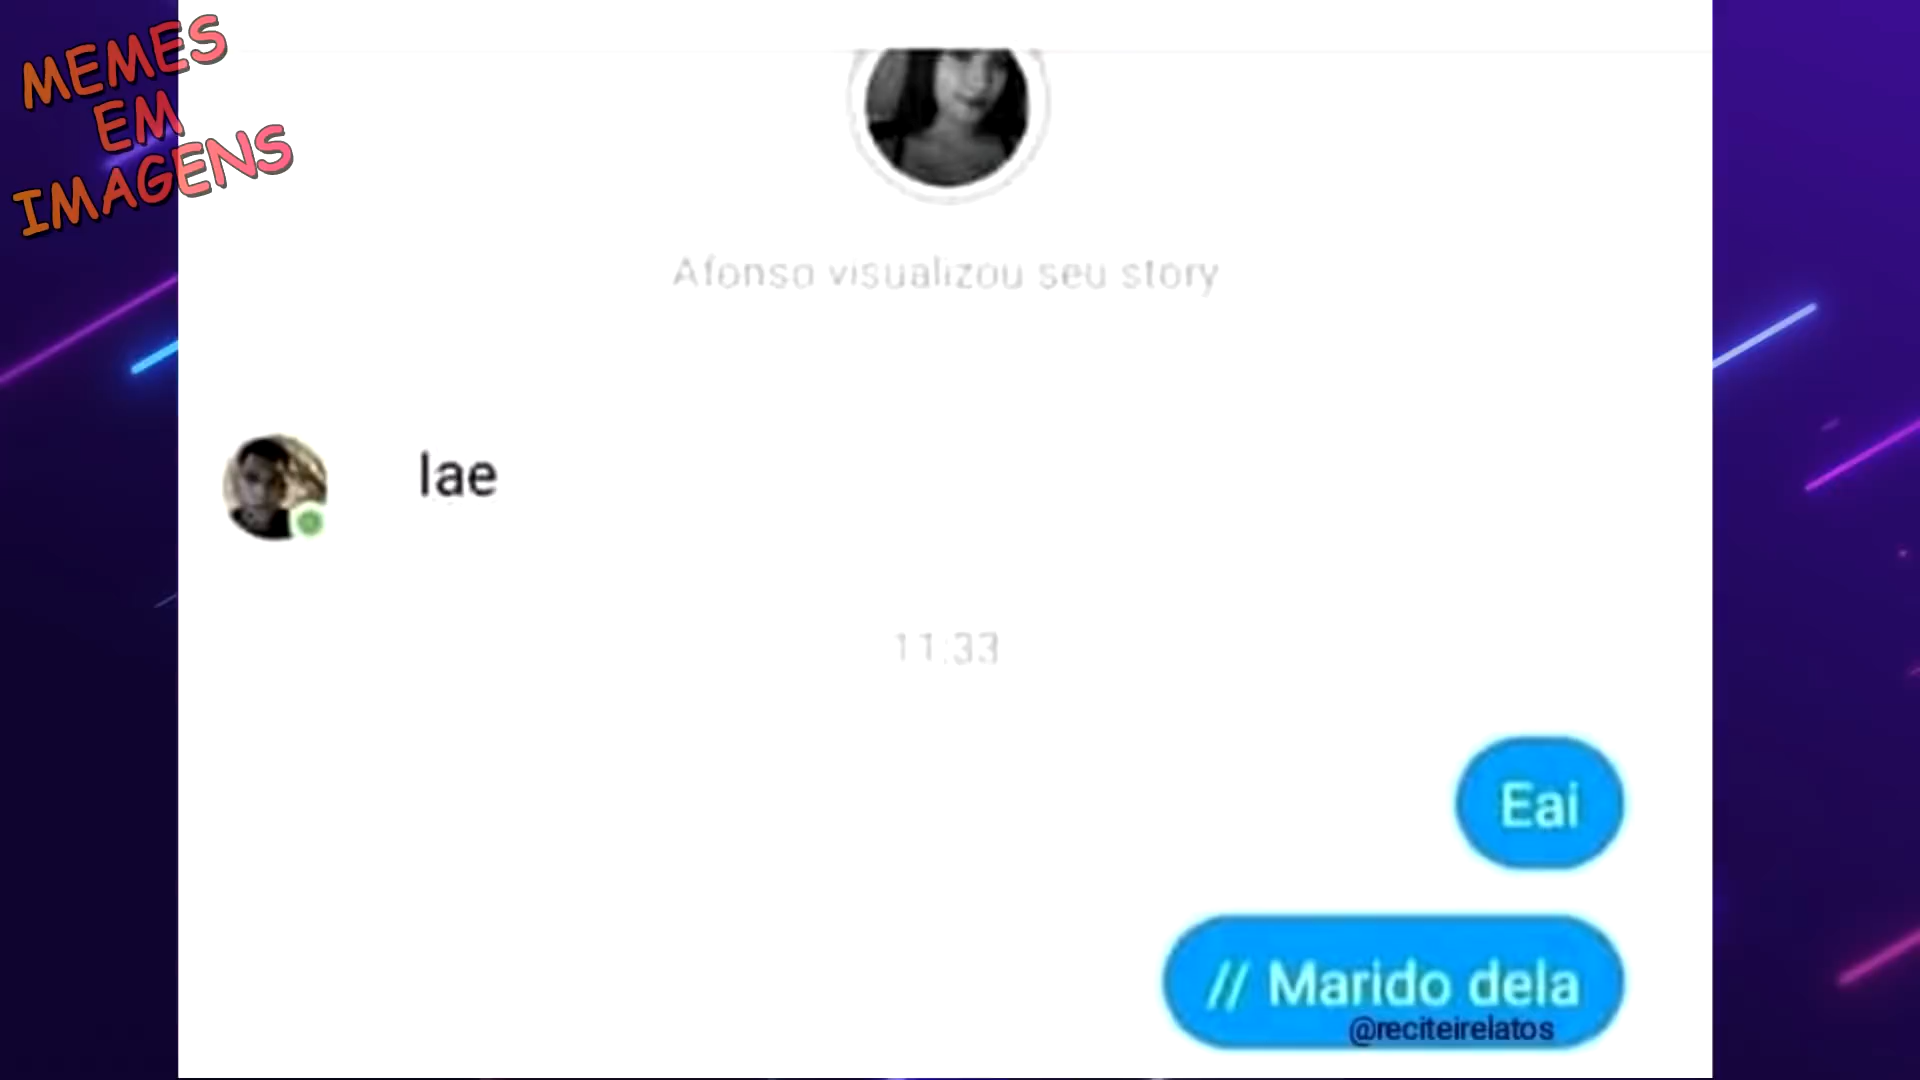 MEMES
EM
IMAGENS
Afonso visualizou seu story
Iae
11:33
Eai
// Marido dela
@reciteirelatos